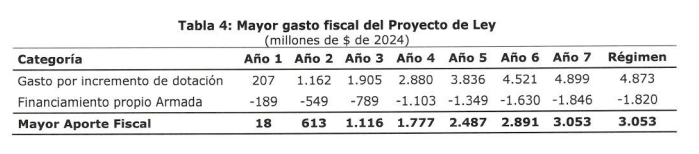 Tabla 4: Mayor gasto fiscal del Proyecto de Ley
(millones de $ de 2024)
Categoría Año 1 Año 2 Año 3 Año 4 Año 5 Año 6 Año 7 Régimen
Gasto por incremento de dotación 207 1.162 1.905 2.880 3.836 4.521 4.899 4.873
Financiamiento propio Armada -189 -549 -789 -1.103 -1.349 -1.630 -1.846 -1.820
Mayor Aporte Fiscal 18 613 1.116 1.777 2.487 2.891 3.053 3.053